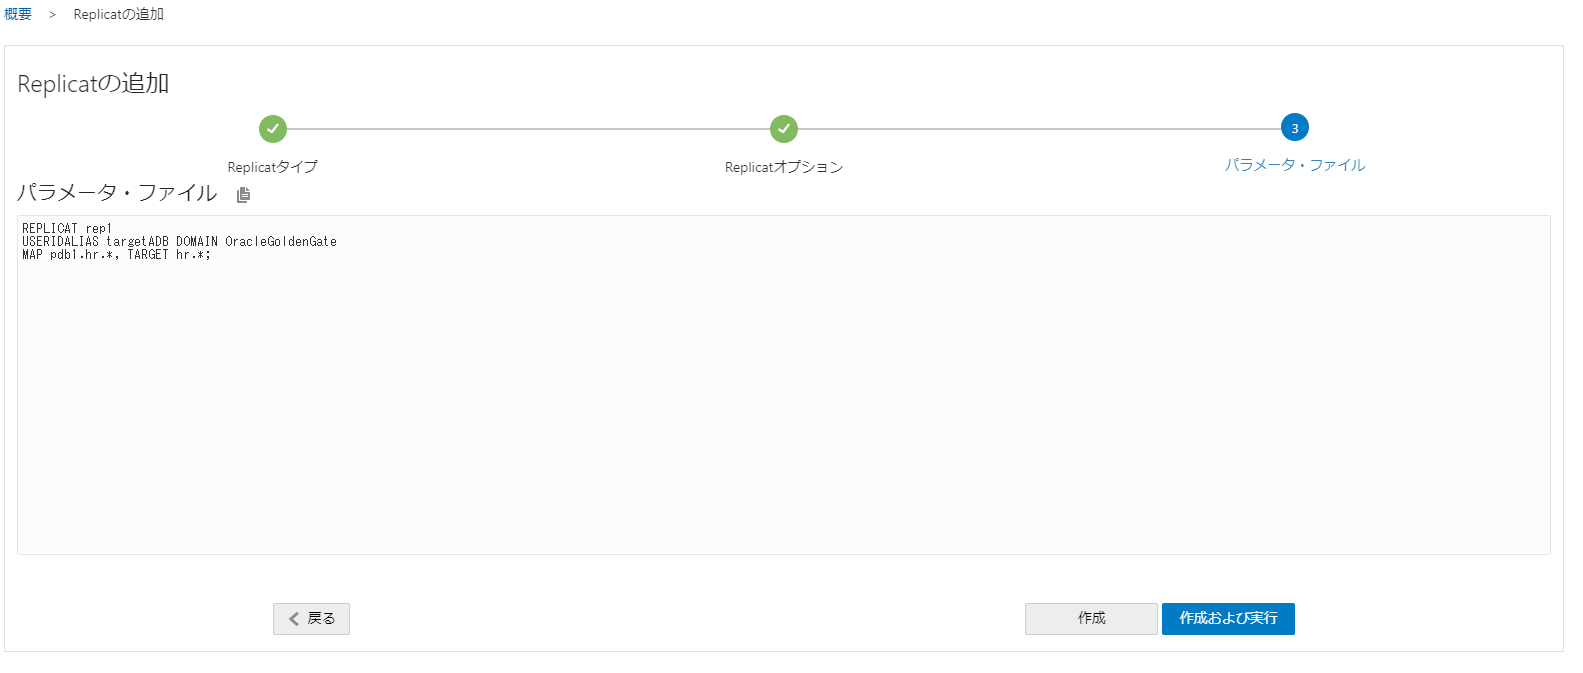 概要 > Replicatの追加
Replicatの追加
3
Replicatタイプ Replicatオプション パラメータ・ファイル
パラメータ・ファイル
REPLICAT rep1
USERIDALIAS targetADB DOMAIN OracleGoldenGate
MAP pdb1.hr.*, TARGET hr.*;
戻る 作成 作成および実行